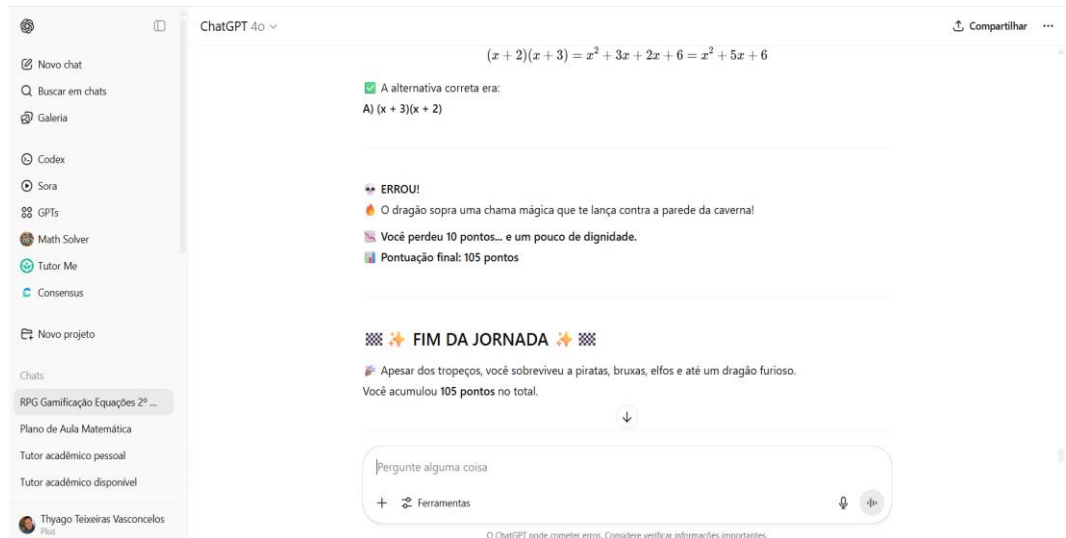 ChatGPT 4o
Compartilhar
Novo chat
Buscar em chats
Galeria
Codex
Sora
GPTs
Math Solver
Tutor Me
Consensus
Novo projeto
Chats
RPG Gamificação Equações 2º ...
Plano de Aula Matemática
Tutor acadêmico pessoal
Tutor acadêmico disponível
Thyago Teixeiras Vasconcelos
Plus
(x + 2)(x + 3) = x² + 3x + 2x + 6 = x² + 5x + 6
✅ A alternativa correta era:
A) (x + 3)(x + 2)
💀 ERROU!
🔥 O dragão sopra uma chama mágica que te lança contra a parede da caverna!
📉 Você perdeu 10 pontos... e um pouco de dignidade.
📊 Pontuação final: 105 pontos
🏁 ✨ FIM DA JORNADA ✨ 🏁
🎉 Apesar dos tropeços, você sobreviveu a piratas, bruxas, elfos e até um dragão furioso.
Você acumulou 105 pontos no total.
Pergunte alguma coisa
Ferramentas
O ChatGPT pode cometer erros. Considere verificar informações importantes.